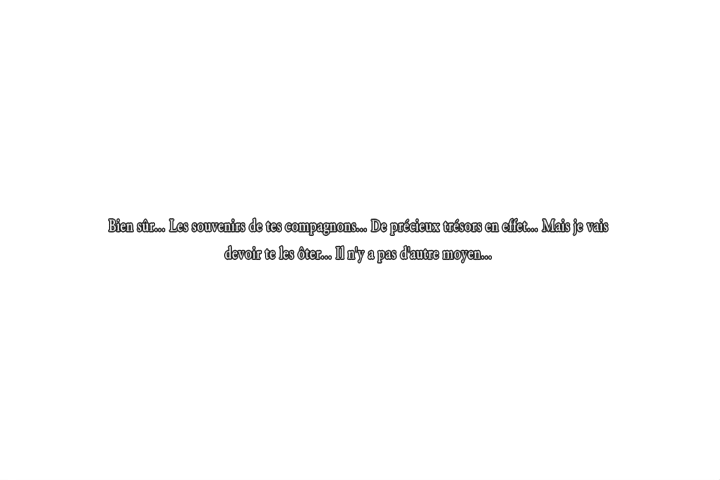 Bien sûr... Les souvenirs de tes compagnons... De précieux trésors en effet... Mais je vais
devoir te les ôter... Il n'y a pas d'autre moyen...